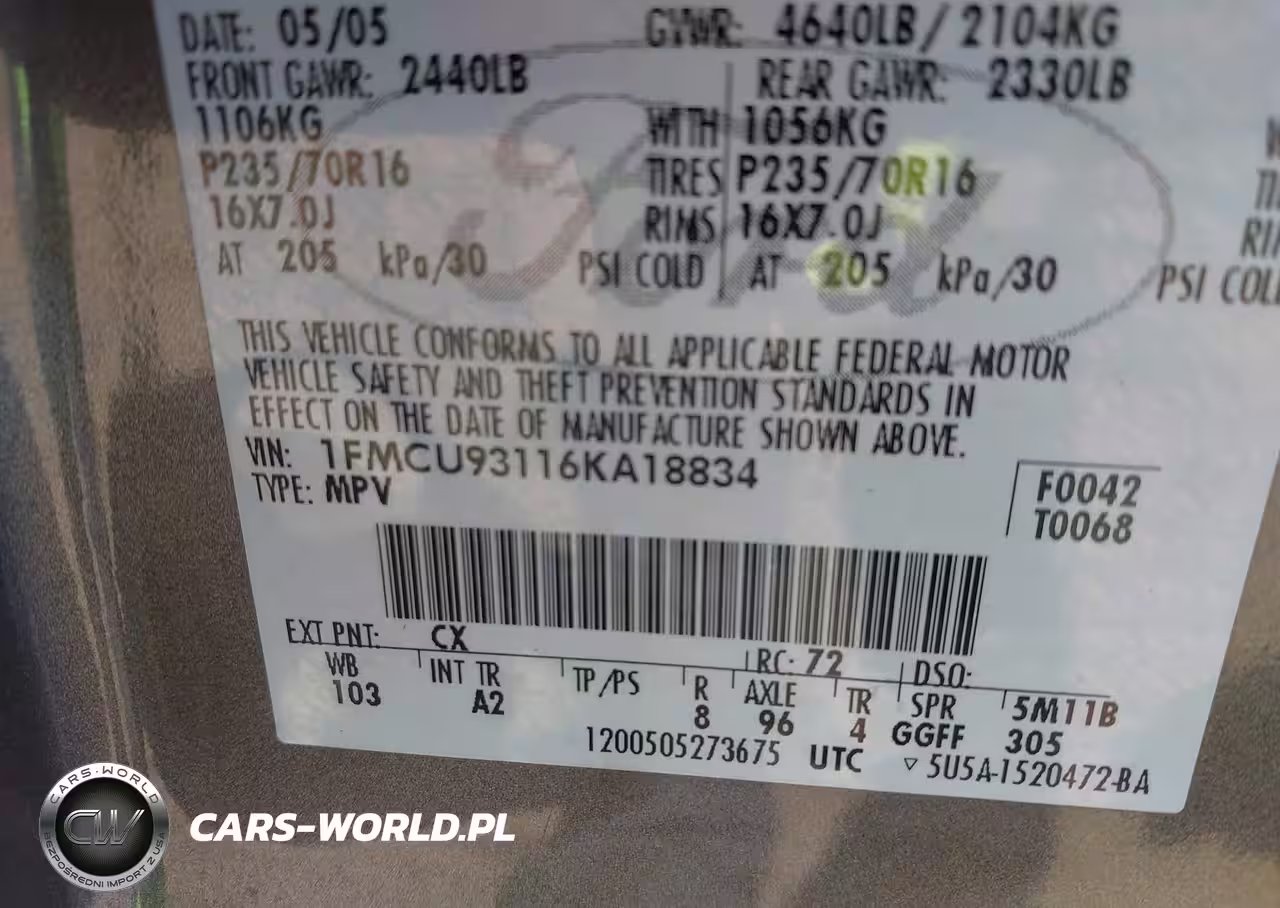 DATE: 05/05 GVWR: 4640LB / 2104KG
FRONT GAWR: 2440LB REAR GAWR: 2330LB
1106KG WITH 1056KG
P235/70R16 TIRES P235/70R16
16X7.0J RIMS 16X7.0J
AT 205 kPa/30 PSI COLD AT 205 kPa/30 PSI COL
THIS VEHICLE CONFORMS TO ALL APPLICABLE FEDERAL MOTOR
VEHICLE SAFETY AND THEFT PREVENTION STANDARDS IN
EFFECT ON THE DATE OF MANUFACTURE SHOWN ABOVE.
VIN: 1FMCU93116KA18834
TYPE: MPV
F0042
T0068
EXT PNT: CX RC: 72 DSO:
WB INT TR TP/PS R AXLE TR SPR 5M11B
103 A2 8 96 4 GGFF 305
1200505273675 UTC ▽ 5U5A-1520472-BA
Ford
CARS-WORLD
CW
BEZPOŚREDNI IMPORT Z USA
CARS-WORLD.PL